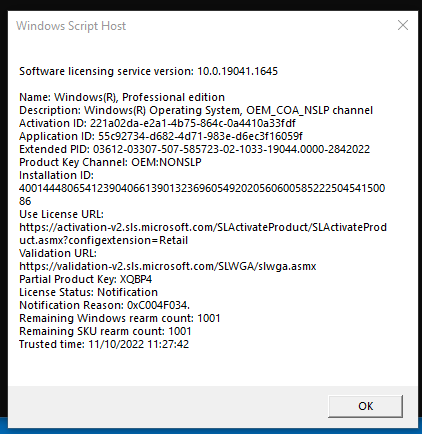 Windows Script Host
Software licensing service version: 10.0.19041.1645
Name: Windows(R), Professional edition
Description: Windows(R) Operating System, OEM_COA_NSLP channel
Activation ID: 221a02da-e2a1-4b75-864c-0a4410a33fdf
Application ID: 55c92734-d682-4d71-983e-d6ec3f16059f
Extended PID: 03612-03307-507-585723-02-1033-19044.0000-2842022
Product Key Channel: OEM:NONSLP
Installation ID:
4001444806541239040661390132369605492020560600585222504541500
86
Use License URL:
https://activation-v2.sls.microsoft.com/SLActivateProduct/SLActivateProd
uct.asmx?configextension=Retail
Validation URL:
https://validation-v2.sls.microsoft.com/SLWGA/slwga.asmx
Partial Product Key: XQBP4
License Status: Notification
Notification Reason: 0xC004F034.
Remaining Windows rearm count: 1001
Remaining SKU rearm count: 1001
Trusted time: 11/10/2022 11:27:42
OK